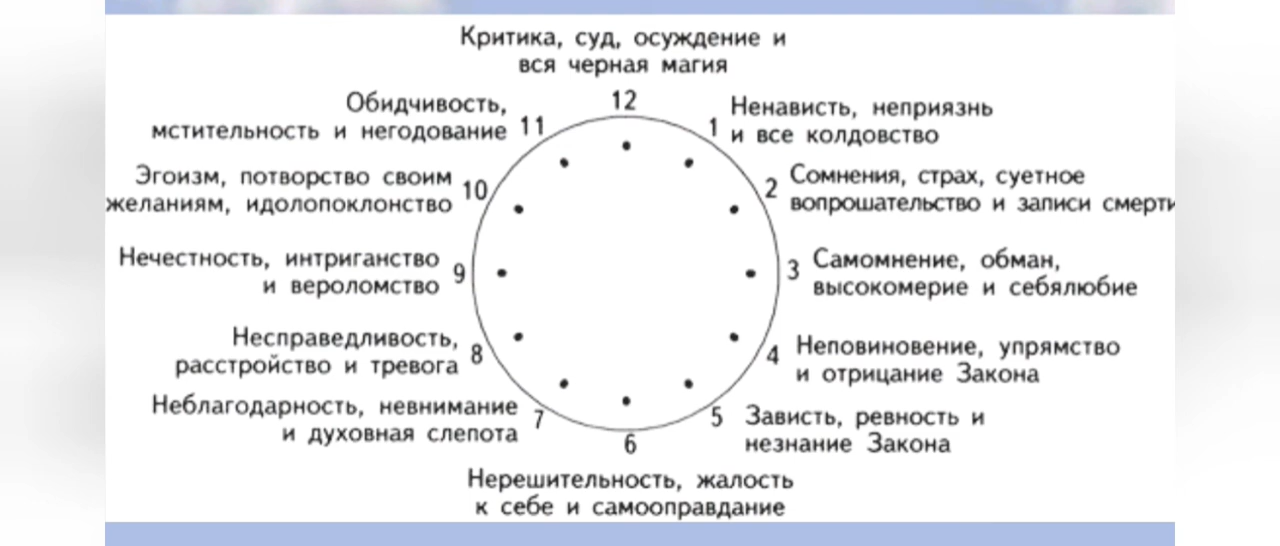 Критика, суд, осуждение и
вся черная магия
12
Ненависть, неприязнь
1 и все колдовство
Сомнения, страх, суетное
2 вопрошательство и записи смерти
3 Самомнение, обман,
высокомерие и себялюбие
Неповиновение, упрямство
4 и отрицание Закона
5 Зависть, ревность и
незнание Закона
6
Нерешительность, жалость
к себе и самооправдание
Неблагодарность, невнимание
и духовная слепота 7
Несправедливость,
расстройство и тревога 8
Нечестность, интриганство
и вероломство 9
Эгоизм, потворство своим
желаниям, идолопоклонство 10
Обидчивость,
мстительность и негодование 11